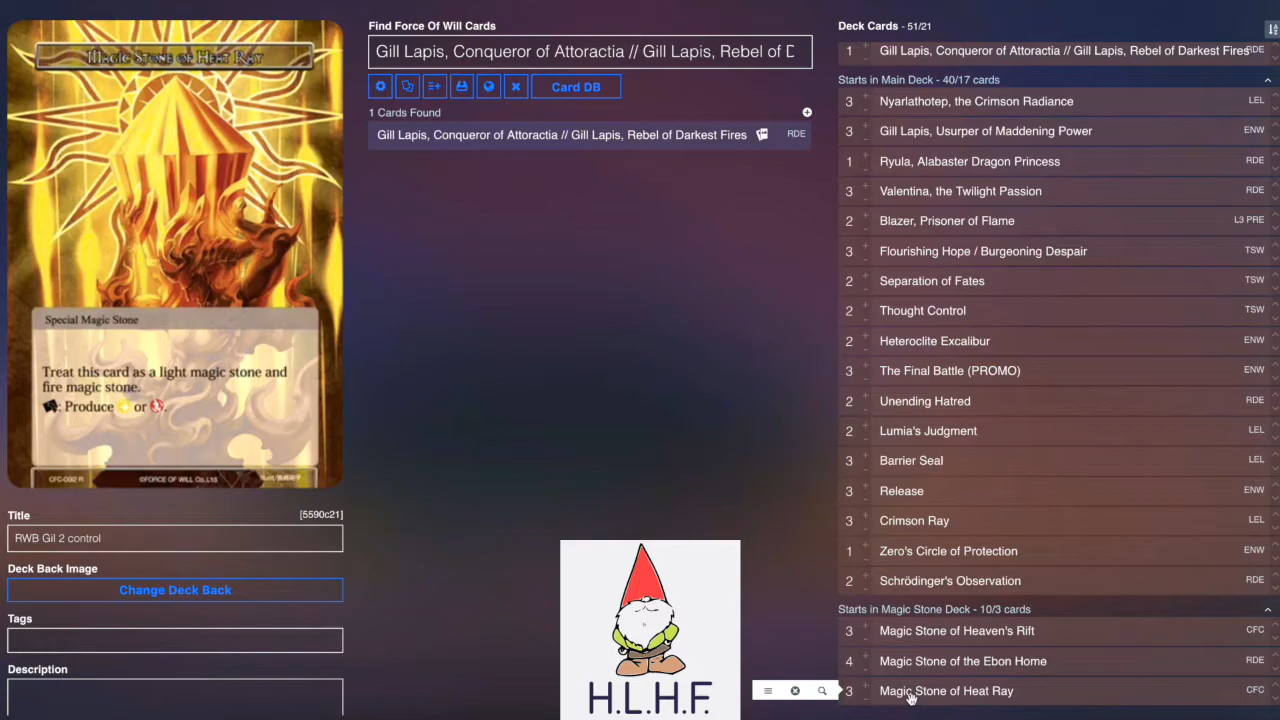 MAGIC STONE OF HEAT RAY
Special Magic Stone
Treat this card as a light magic stone and
fire magic stone.
: Produce or .
CFC-092 R
©FORCE OF WILL Co.,Ltd
Title
[5590c21]
RWB Gil 2 control
Deck Back Image
Change Deck Back
Tags
Description
Find Force Of Will Cards
Gill Lapis, Conqueror of Attoractia // Gill Lapis, Rebel of D
Card DB
1 Cards Found
Gill Lapis, Conqueror of Attoractia // Gill Lapis, Rebel of Darkest Fires RDE
H.L.H.F.
Deck Cards - 51/21
1 Gill Lapis, Conqueror of Attoractia // Gill Lapis, Rebel of Darkest Fires RDE
Starts in Main Deck - 40/17 cards
3 Nyarlathotep, the Crimson Radiance LEL
3 Gill Lapis, Usurper of Maddening Power ENW
1 Ryula, Alabaster Dragon Princess RDE
3 Valentina, the Twilight Passion RDE
2 Blazer, Prisoner of Flame L3 PRE
3 Flourishing Hope / Burgeoning Despair TSW
2 Separation of Fates TSW
2 Thought Control TSW
2 Heteroclite Excalibur ENW
3 The Final Battle (PROMO) ENW
2 Unending Hatred RDE
2 Lumia's Judgment LEL
3 Barrier Seal LEL
3 Release ENW
3 Crimson Ray LEL
1 Zero's Circle of Protection ENW
2 Schrödinger's Observation RDE
Starts in Magic Stone Deck - 10/3 cards
3 Magic Stone of Heaven's Rift CFC
4 Magic Stone of the Ebon Home RDE
3 Magic Stone of Heat Ray CFC